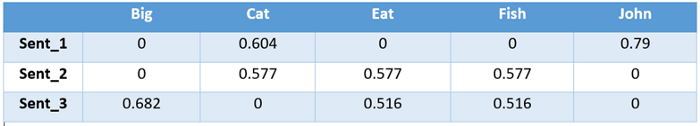 Big Cat Eat Fish John
Sent_1 0 0.604 0 0 0.79
Sent_2 0 0.577 0.577 0.577 0
Sent_3 0.682 0 0.516 0.516 0